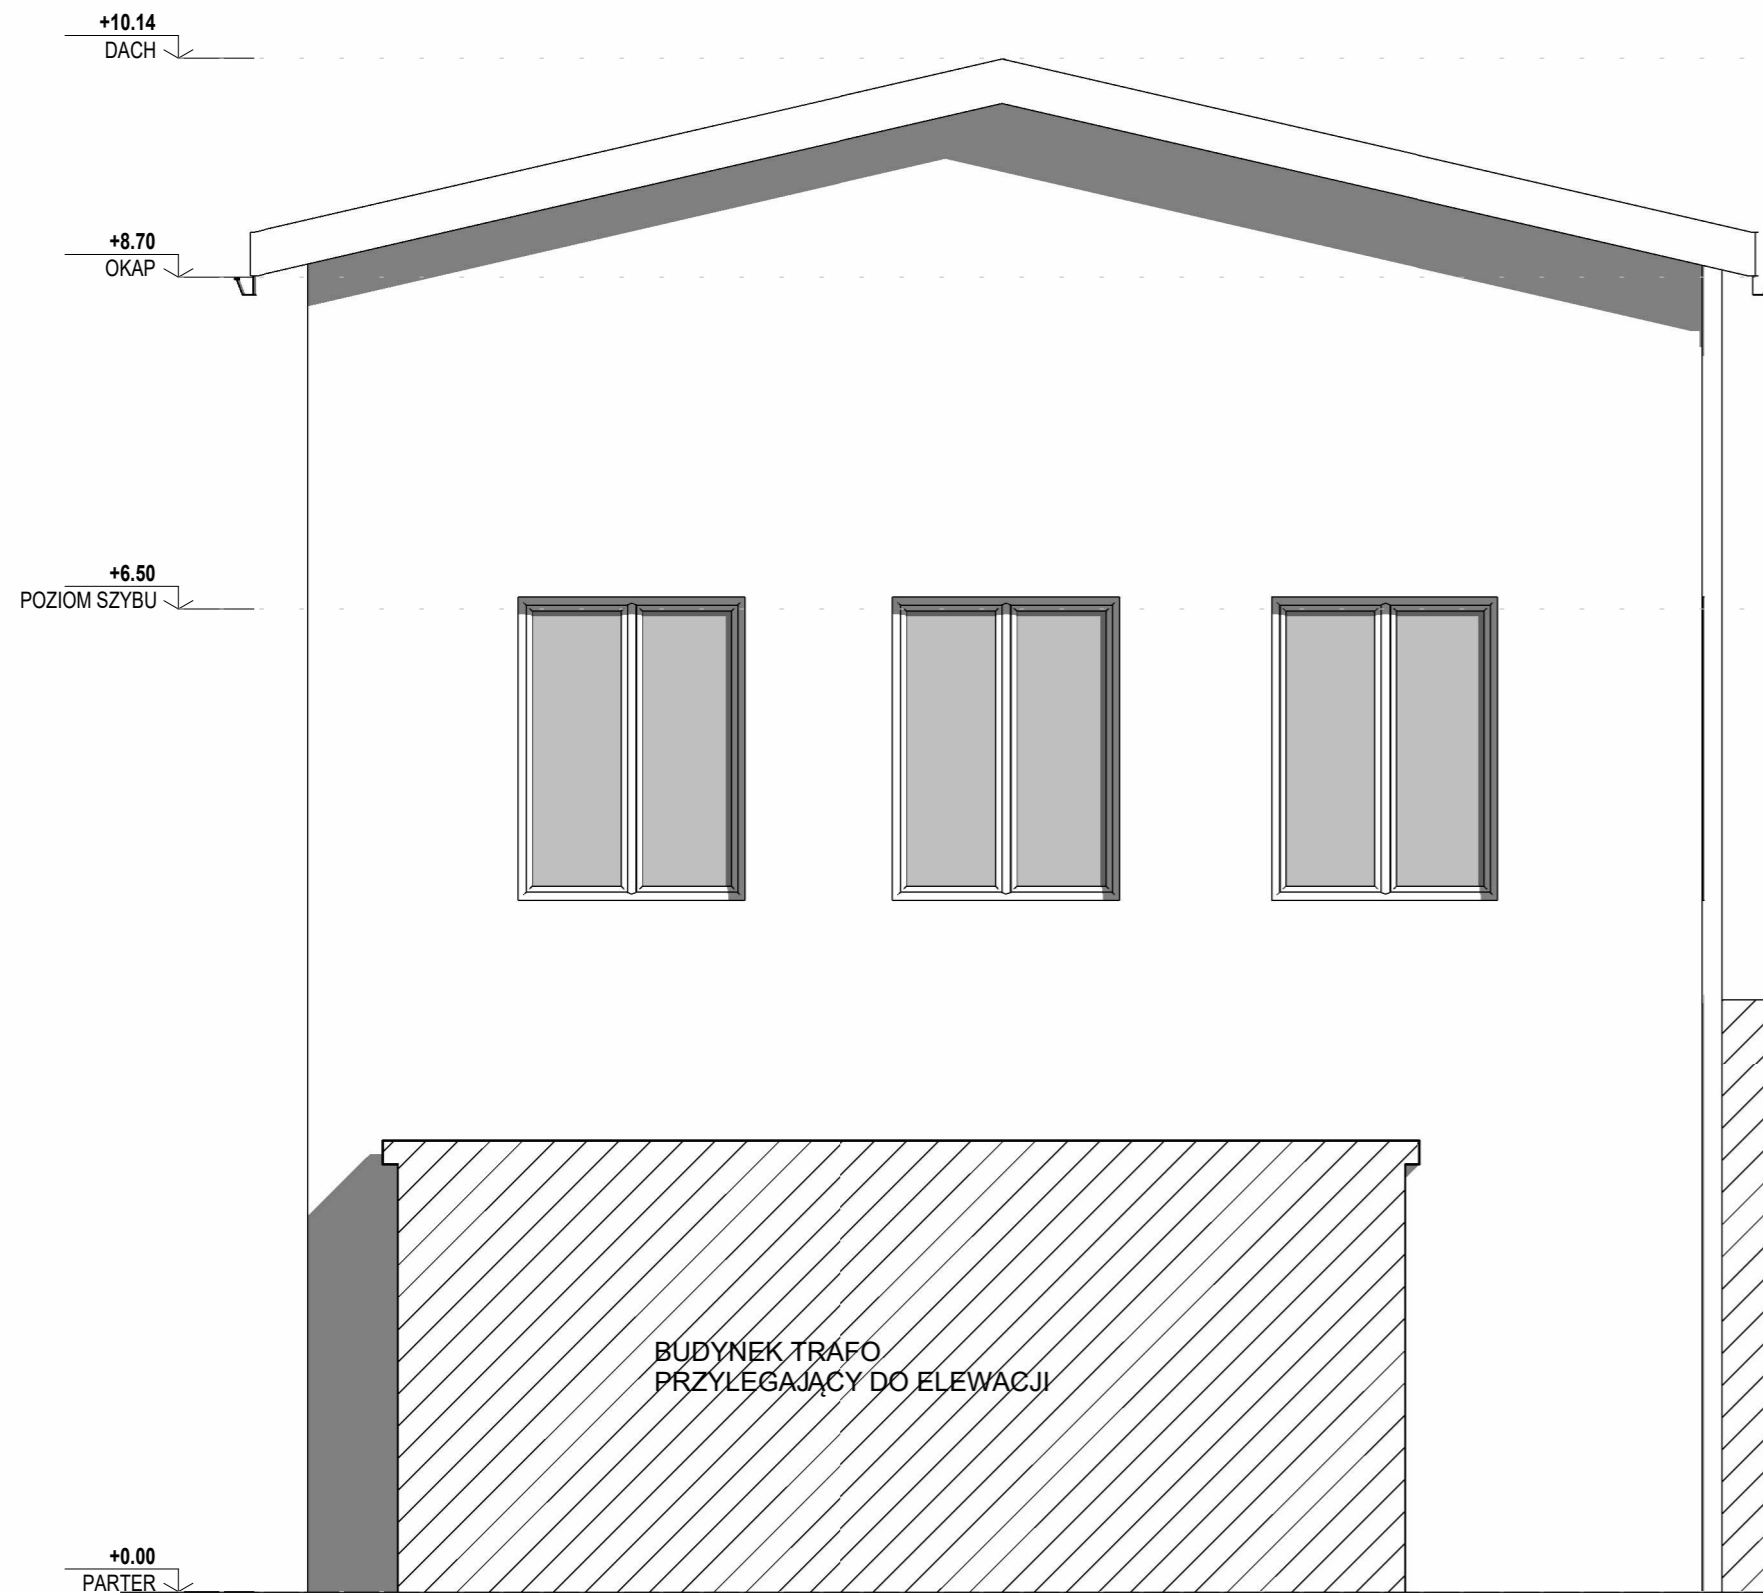 +10.14
DACH
+8.70
OKAP
+6.50
POZIOM SZYBU
BUDYNEK TRAFO
PRZYLEGAJĄCY DO ELEWACJI
+0.00
PARTER